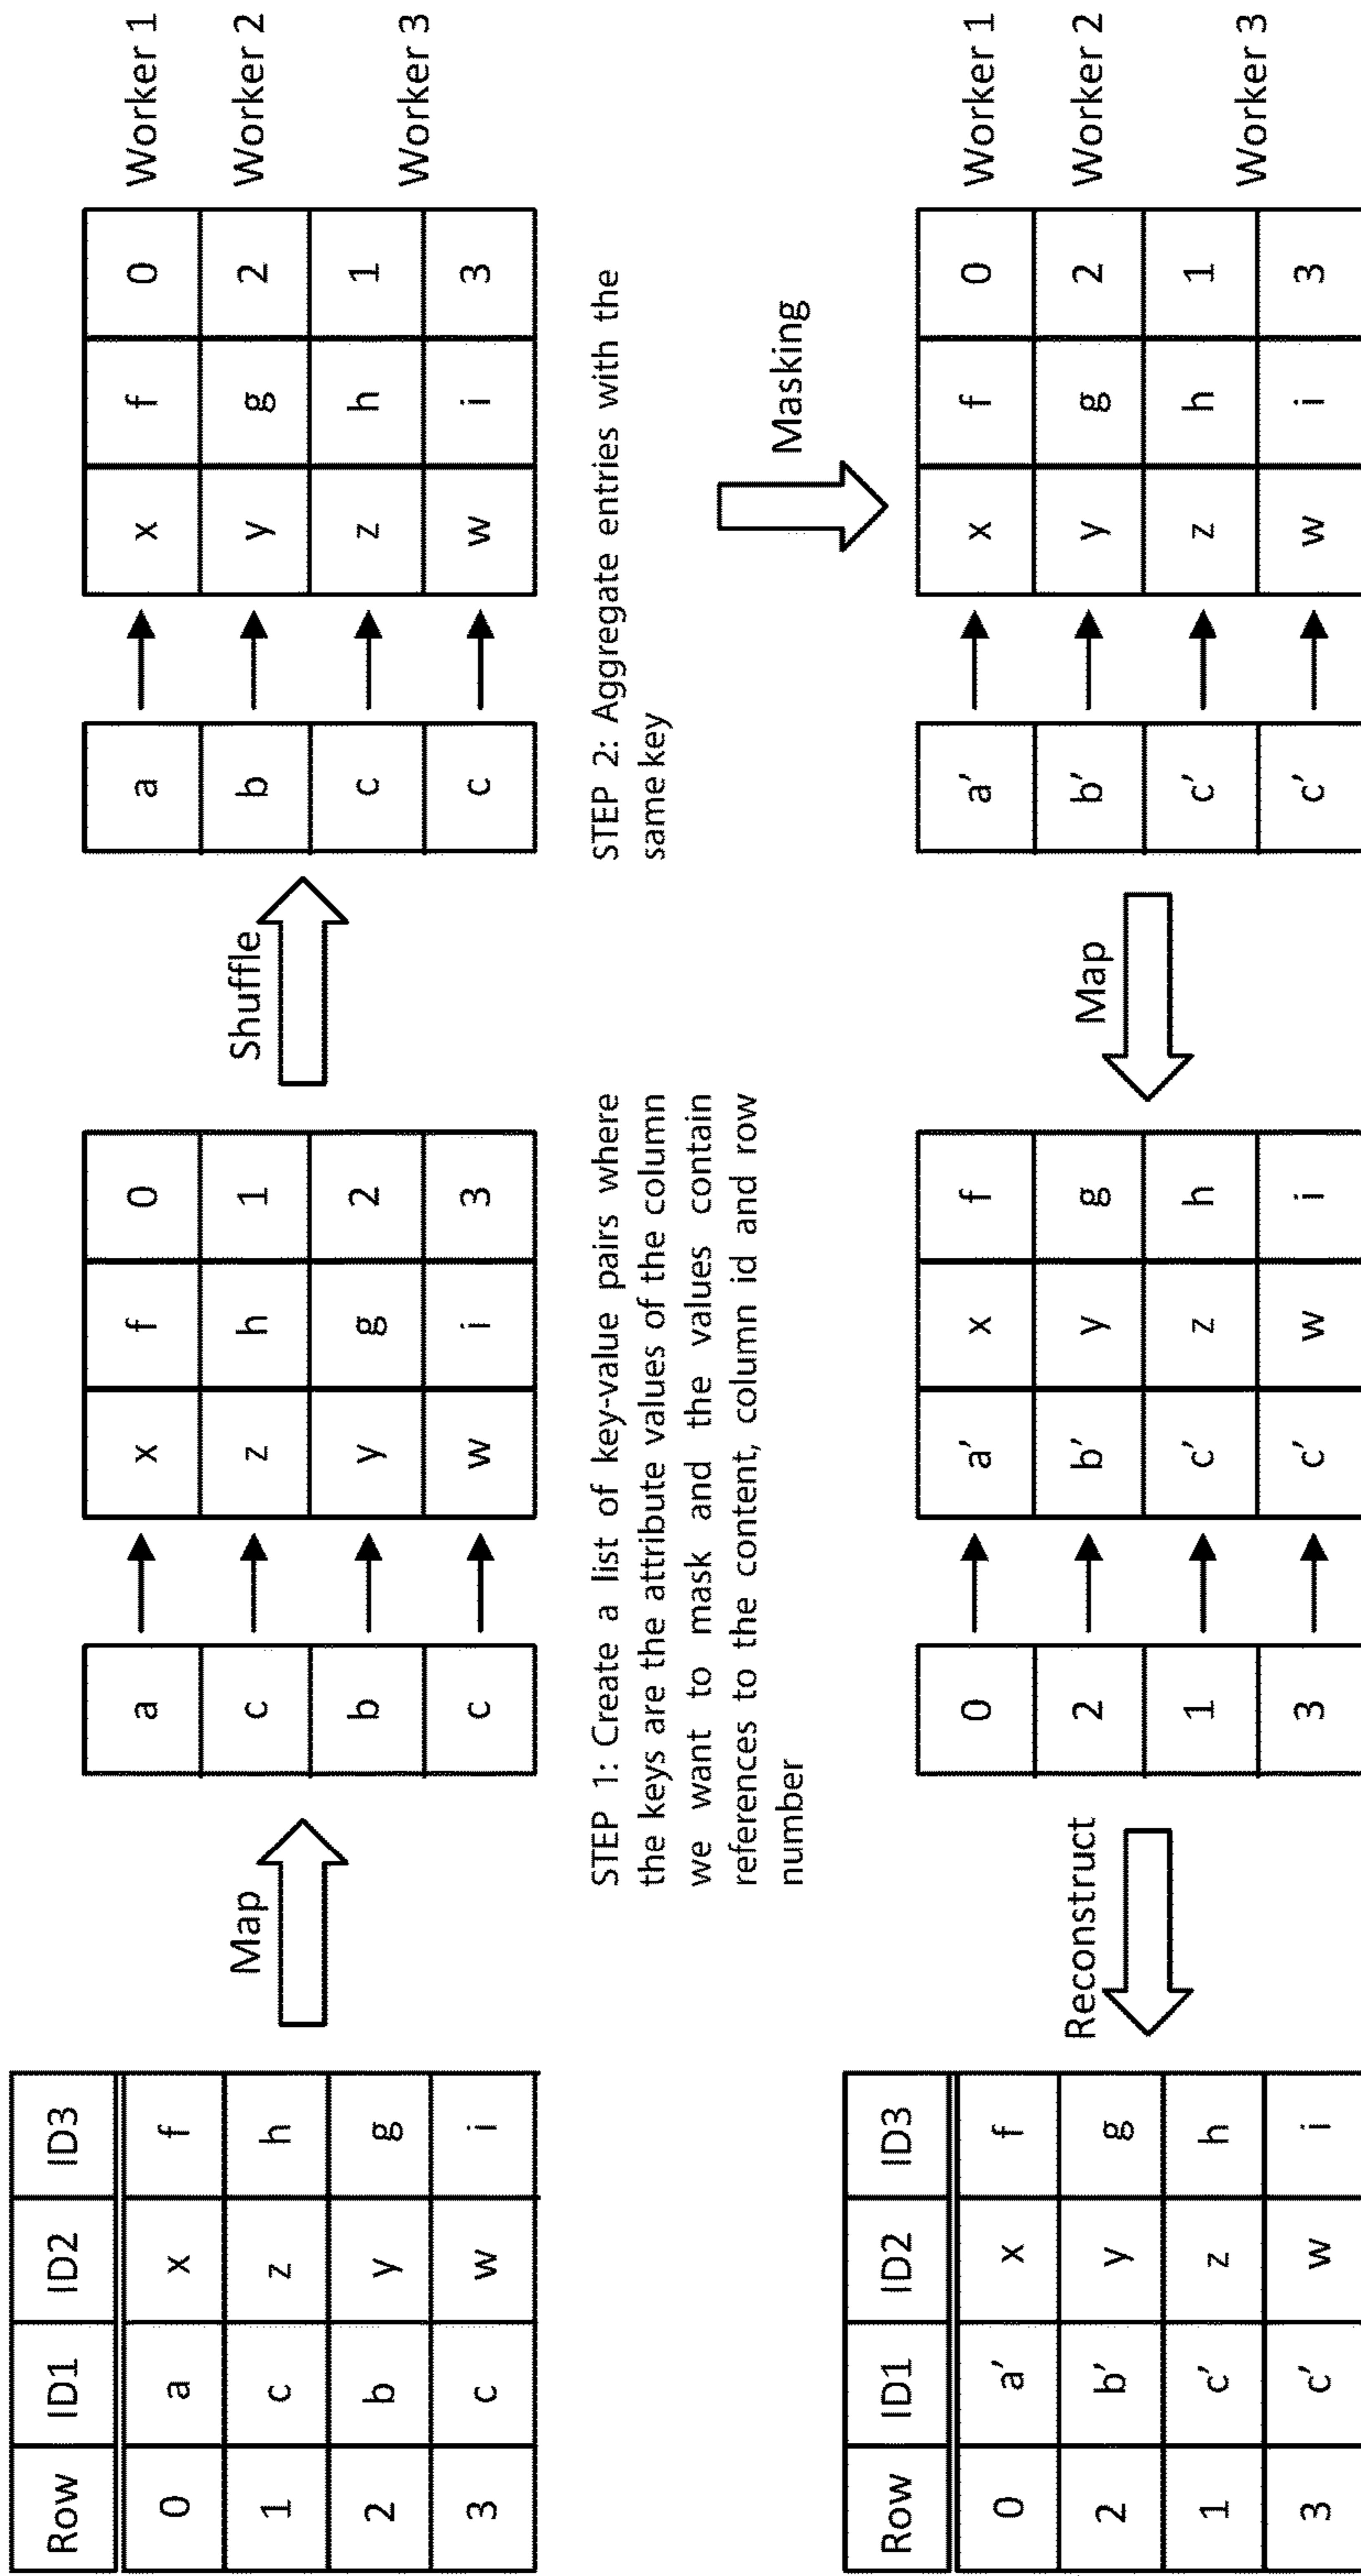 Row ID1 ID2 ID3
0 a x f
1 c z h
2 b y g
3 c w i
Map
a x f 0
c z h 1
b y g 2
c w i 3
STEP 1: Create a list of key-value pairs where
the keys are the attribute values of the column
we want to mask and the values contain
references to the content, column id and row
number
Shuffle
a x f 0 Worker 1
b y g 2 Worker 2
c z h 1
Worker 3
c w i 3
STEP 2: Aggregate entries with the
same key
Masking
a' x f 0 Worker 1
b' y g 2 Worker 2
c' z h 1
Worker 3
c' w i 3
Map
0 a' x f
2 b' y g
1 c' z h
3 c' w i
Reconstruct
Row ID1 ID2 ID3
0 a' x f
2 b' y g
1 c' z h
3 c' w i